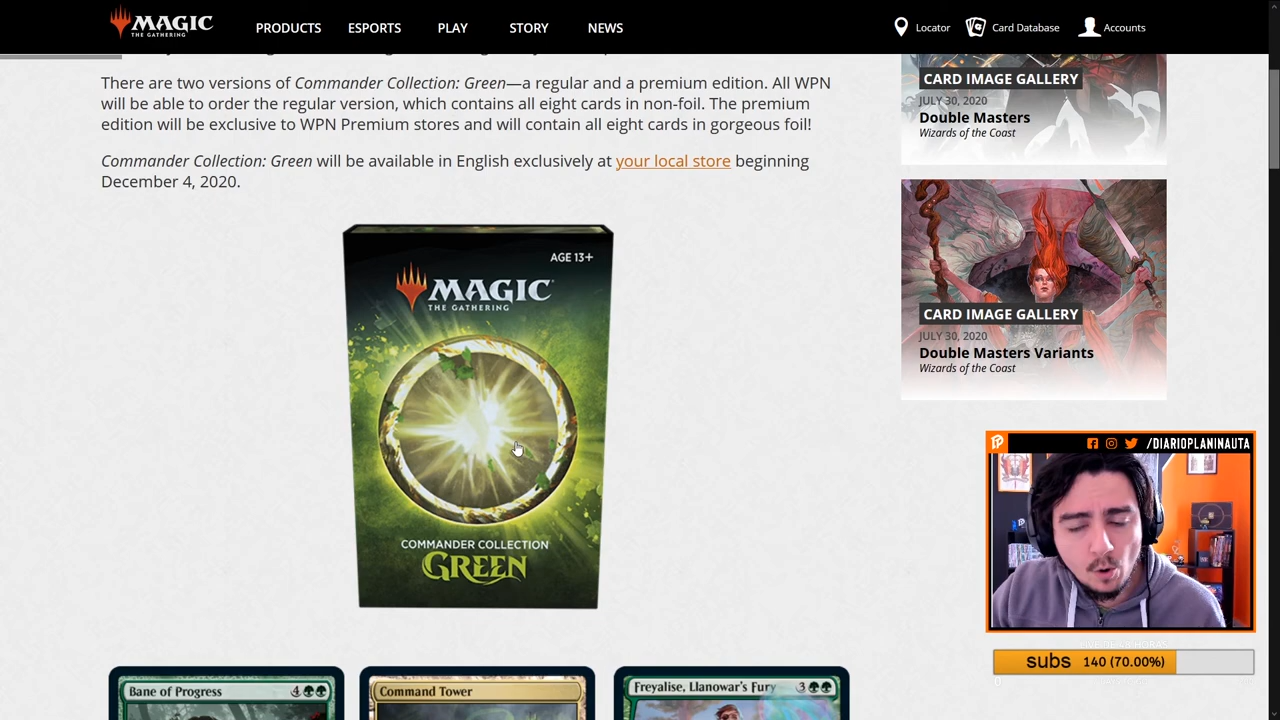 MAGIC
THE GATHERING
PRODUCTS
ESPORTS
PLAY
STORY
NEWS
Locator
Card Database
Accounts
There are two versions of Commander Collection: Green—a regular and a premium edition. All WPN
will be able to order the regular version, which contains all eight cards in non-foil. The premium
edition will be exclusive to WPN Premium stores and will contain all eight cards in gorgeous foil!
Commander Collection: Green will be available in English exclusively at your local store beginning
December 4, 2020.
AGE 13+
MAGIC
THE GATHERING
COMMANDER COLLECTION
GREEN
Bane of Progress 4
Command Tower
Freyalise, Llanowar's Fury 3
CARD IMAGE GALLERY
JULY 30, 2020
Double Masters
Wizards of the Coast
CARD IMAGE GALLERY
JULY 30, 2020
Double Masters Variants
Wizards of the Coast
/DIARIOPLANINAUTA
subs 140 (70.00%)